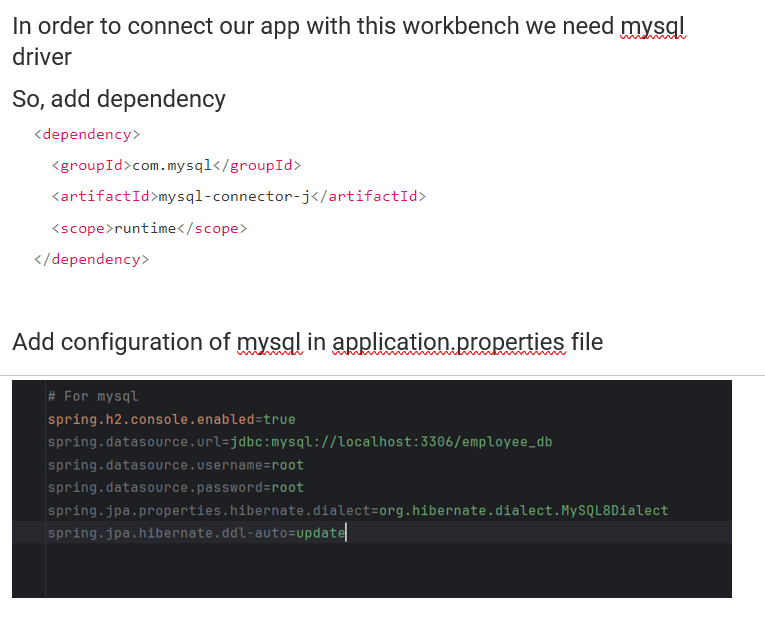 In order to connect our app with this workbench we need mysql
driver
So, add dependency
<dependency>
<groupId>com.mysql</groupId>
<artifactId>mysql-connector-j</artifactId>
<scope>runtime</scope>
</dependency>
Add configuration of mysql in application.properties file
# For mysql
spring.h2.console.enabled=true
spring.datasource.url=jdbc:mysql://localhost:3306/employee_db
spring.datasource.username=root
spring.datasource.password=root
spring.jpa.properties.hibernate.dialect=org.hibernate.dialect.MySQL8Dialect
spring.jpa.hibernate.ddl-auto=update